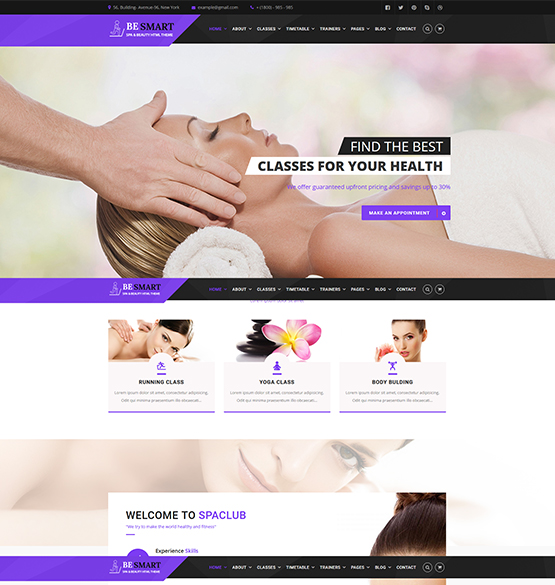 56, Building- Avenue 06, New York example@gmail.com + (1800) - 985 - 985
BE SMART
SPA & BEAUTY HTML THEME
HOME ABOUT CLASSES TIMETABLE TRAINERS PAGES BLOG CONTACT
FIND THE BEST
CLASSES FOR YOUR HEALTH
We offer guaranteed upfront pricing and savings up to 30%
MAKE AN APPOINTMENT
BE SMART
SPA & BEAUTY HTML THEME
HOME ABOUT CLASSES TIMETABLE TRAINERS PAGES BLOG CONTACT
RUNNING CLASS YOGA CLASS BODY BULDING
Lorem ipsum dolor sit amet, consectetur adipisicing. Lorem ipsum dolor sit amet, consectetur adipisicing. Lorem ipsum dolor sit amet, consectetur adipisicing.
Odit qui minima praesentium illo obcaecati... Odit qui minima praesentium illo obcaecati... Odit qui minima praesentium illo obcaecati...
WELCOME TO SPACLUB
"We try to make the world healthy and fitness"
Experience Skills
BE SMART
SPA & BEAUTY HTML THEME
HOME ABOUT CLASSES TIMETABLE TRAINERS PAGES BLOG CONTACT